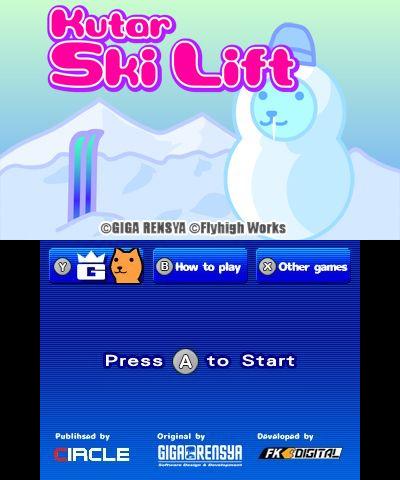 Kutar
Ski Lift
©GIGA RENSYA ©Flyhigh Works
Y G B How to play X Other games
Press A to Start
Publihsed by Original by Developed by
CIRCLE GIGA RENSYA FK DIGITAL
Software Design & Development